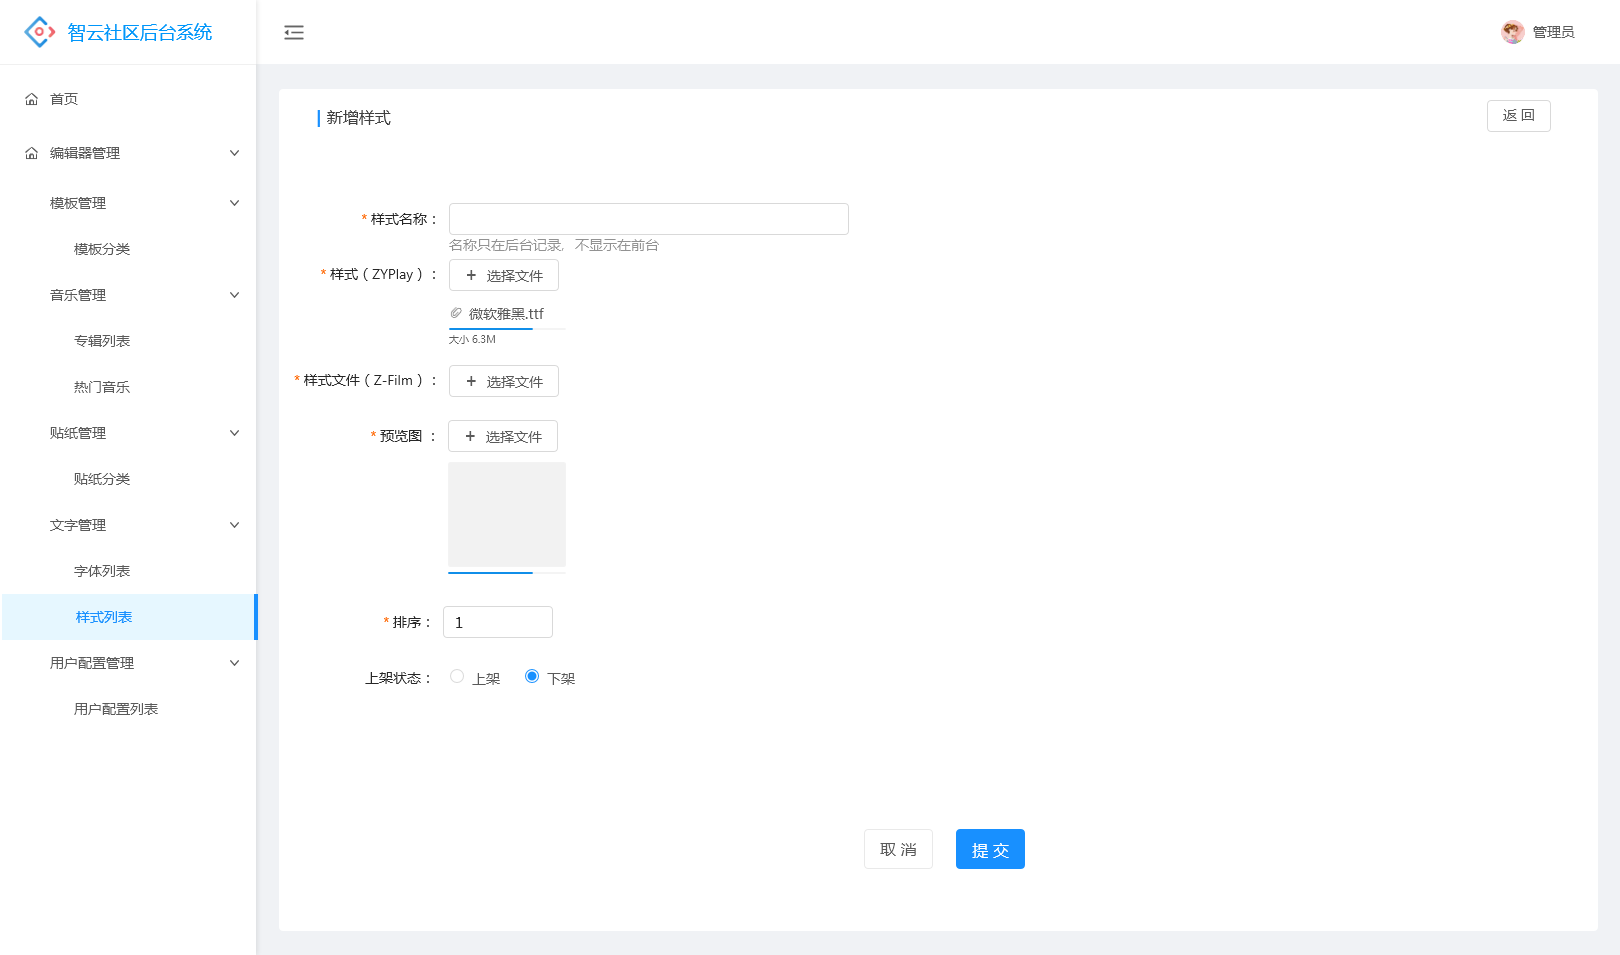 智云社区后台系统
管理员
首页
编辑器管理
模板管理
模板分类
音乐管理
专辑列表
热门音乐
贴纸管理
贴纸分类
文字管理
字体列表
样式列表
用户配置管理
用户配置列表
新增样式
返 回
* 样式名称：
名称只在后台记录，不显示在前台
* 样式（ZYPlay）：
+ 选择文件
微软雅黑.ttf
大小 6.3M
* 样式文件（Z-Film）：
+ 选择文件
* 预览图 ：
+ 选择文件
* 排序：
1
上架状态：
上架
下架
取 消
提 交